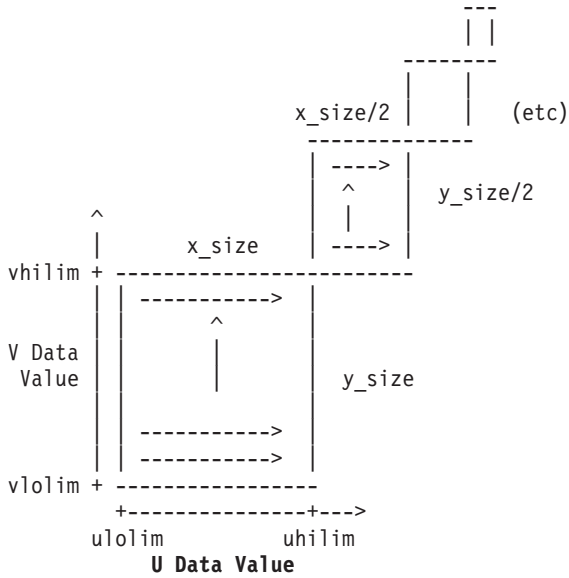 x_size/2 (etc)
y_size/2
x_size
vhilim
V Data
Value y_size
vlolim
ulolim uhilim
U Data Value